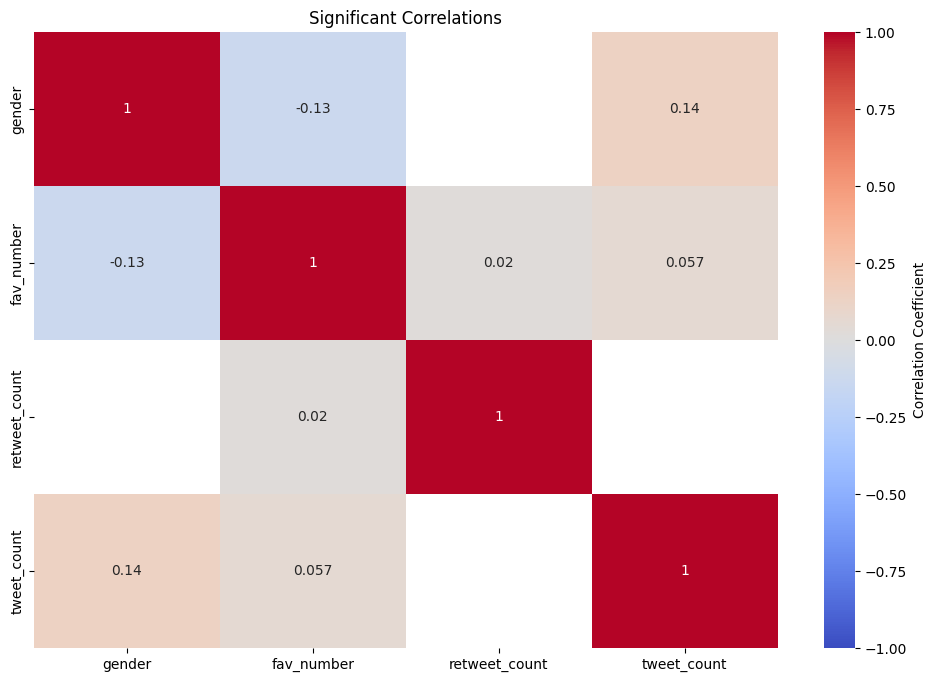 Significant Correlations
gender 1 -0.13 0.14
fav_number -0.13 1 0.02 0.057
retweet_count 0.02 1
tweet_count 0.14 0.057 1
gender fav_number retweet_count tweet_count
1.00
0.75
0.50
0.25
0.00
−0.25
−0.50
−0.75
−1.00
Correlation Coefficient